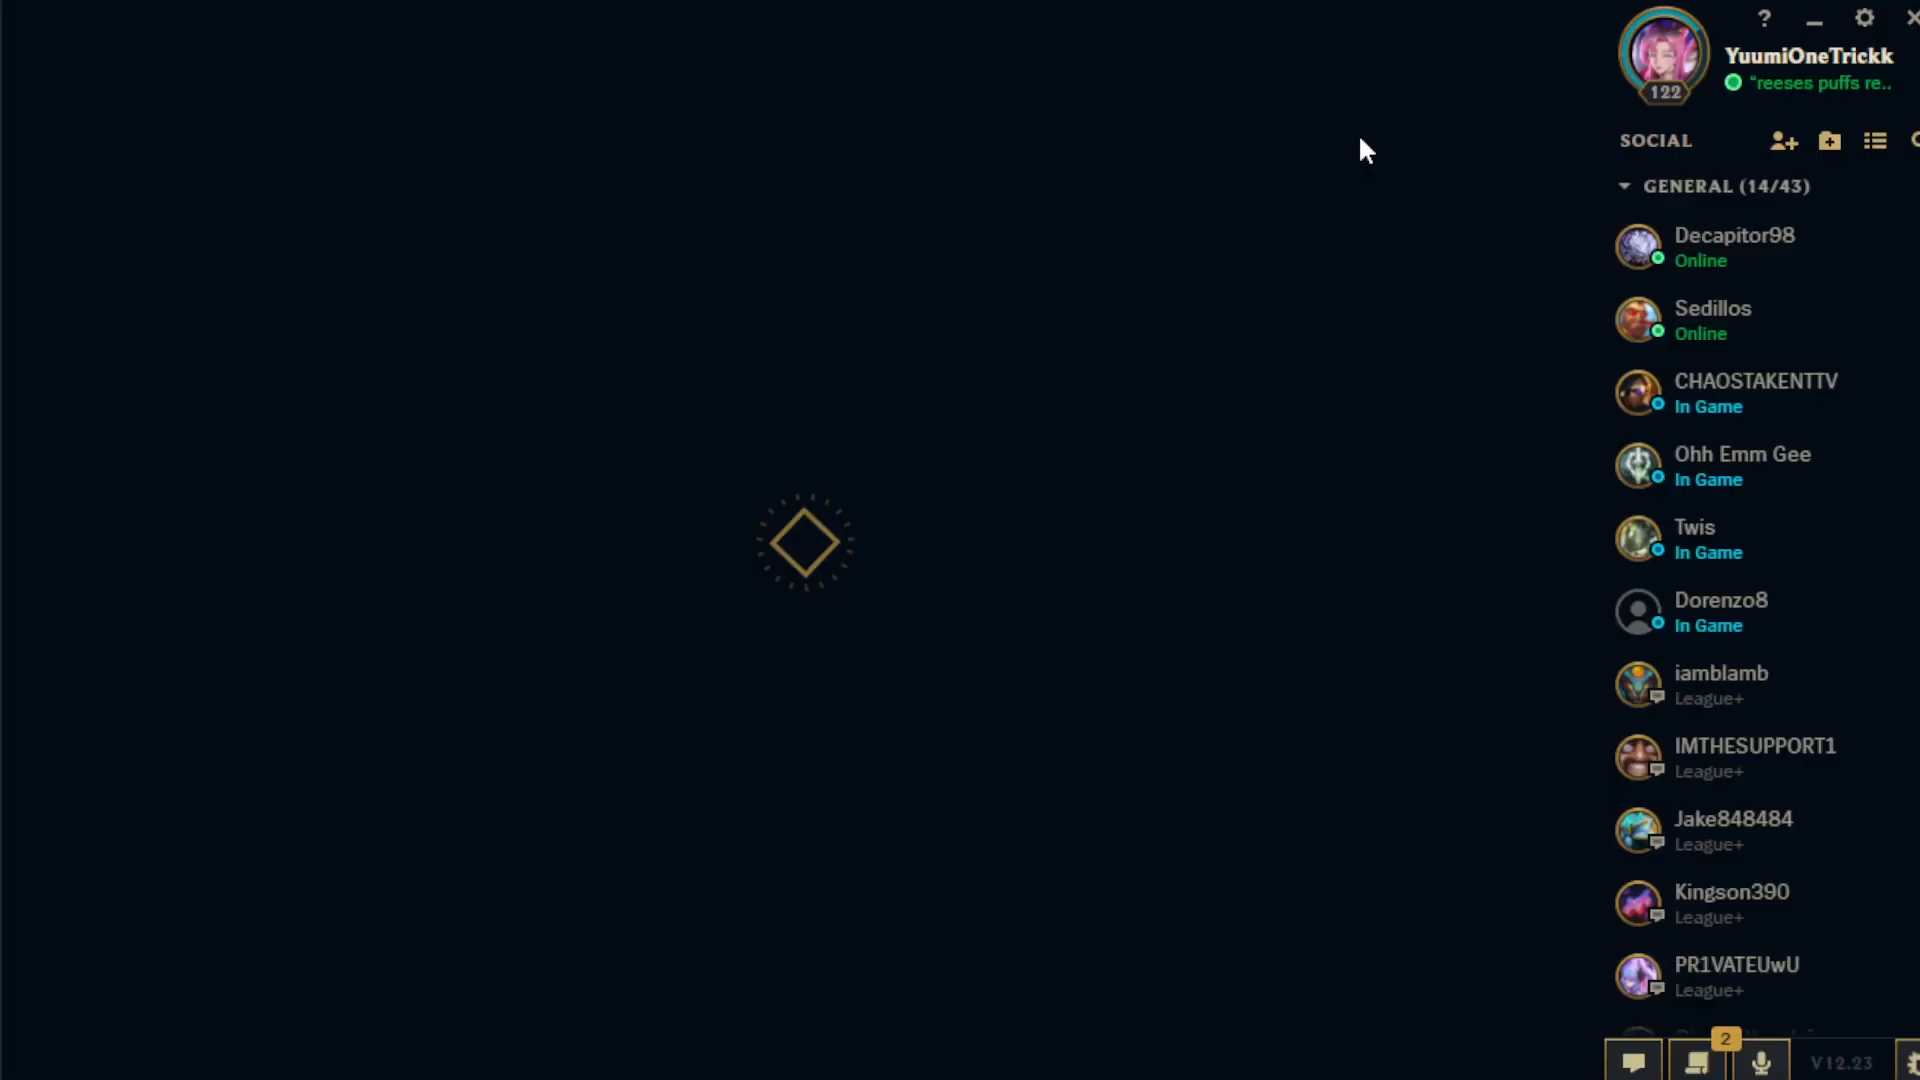 ?
YuumiOneTrickk
122
"reeses puffs re..
SOCIAL
GENERAL (14/43)
Decapitor98
Online
Sedillos
Online
CHAOSTAKENTTV
In Game
Ohh Emm Gee
In Game
Twis
In Game
Dorenzo8
In Game
iamblamb
League+
IMTHESUPPORT1
League+
Jake848484
League+
Kingson390
League+
PR1VATEUwU
League+
2
V12.23